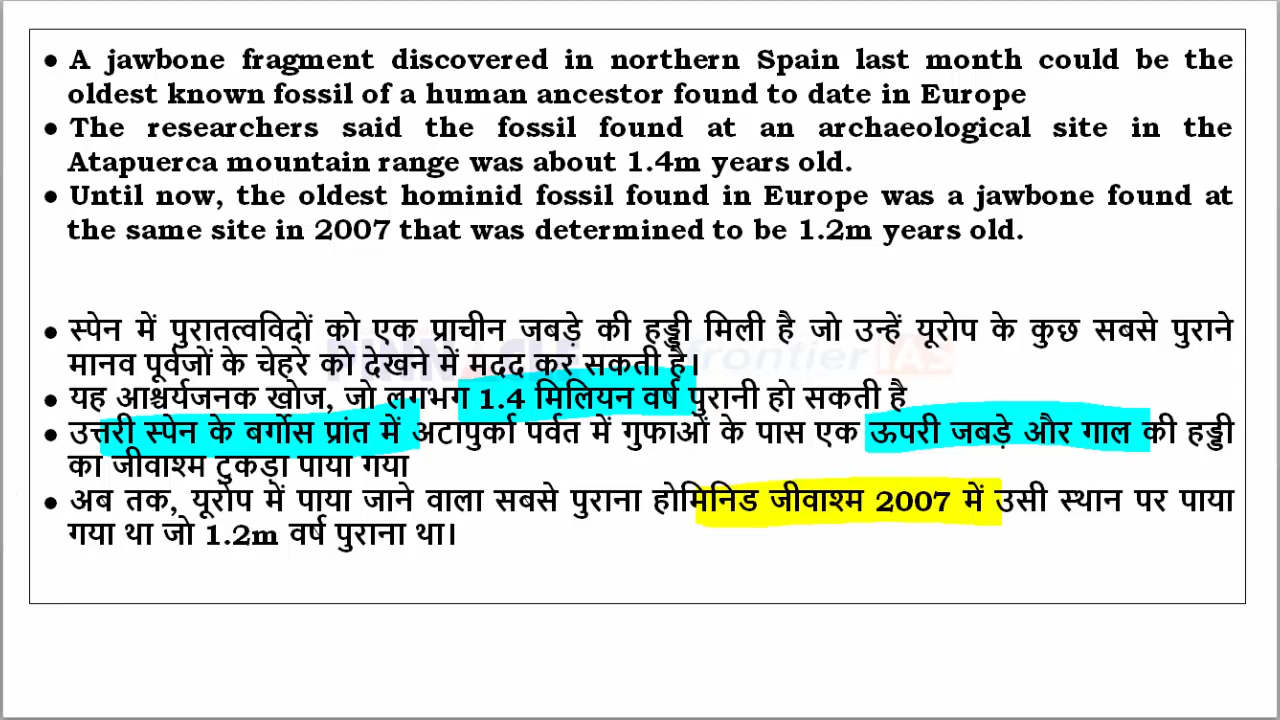 ● A jawbone fragment discovered in northern Spain last month could be the
oldest known fossil of a human ancestor found to date in Europe
● The researchers said the fossil found at an archaeological site in the
Atapuerca mountain range was about 1.4m years old.
● Until now, the oldest hominid fossil found in Europe was a jawbone found at
the same site in 2007 that was determined to be 1.2m years old.
● स्पेन में पुरातत्वविदों को एक प्राचीन जबड़े की हड्डी मिली है जो उन्हें यूरोप के कुछ सबसे पुराने
मानव पूर्वजों के चेहरे को देखने में मदद कर सकती है।
PINNACLE frontier IAS
● यह आश्चर्यजनक खोज, जो लगभग 1.4 मिलियन वर्ष पुरानी हो सकती है
● उत्तरी स्पेन के बर्गोस प्रांत में अटापुर्का पर्वत में गुफाओं के पास एक ऊपरी जबड़े और गाल की हड्डी
का जीवाश्म टुकड़ा पाया गया
● अब तक, यूरोप में पाया जाने वाला सबसे पुराना होमिनिड जीवाश्म 2007 में उसी स्थान पर पाया
गया था जो 1.2m वर्ष पुराना था।